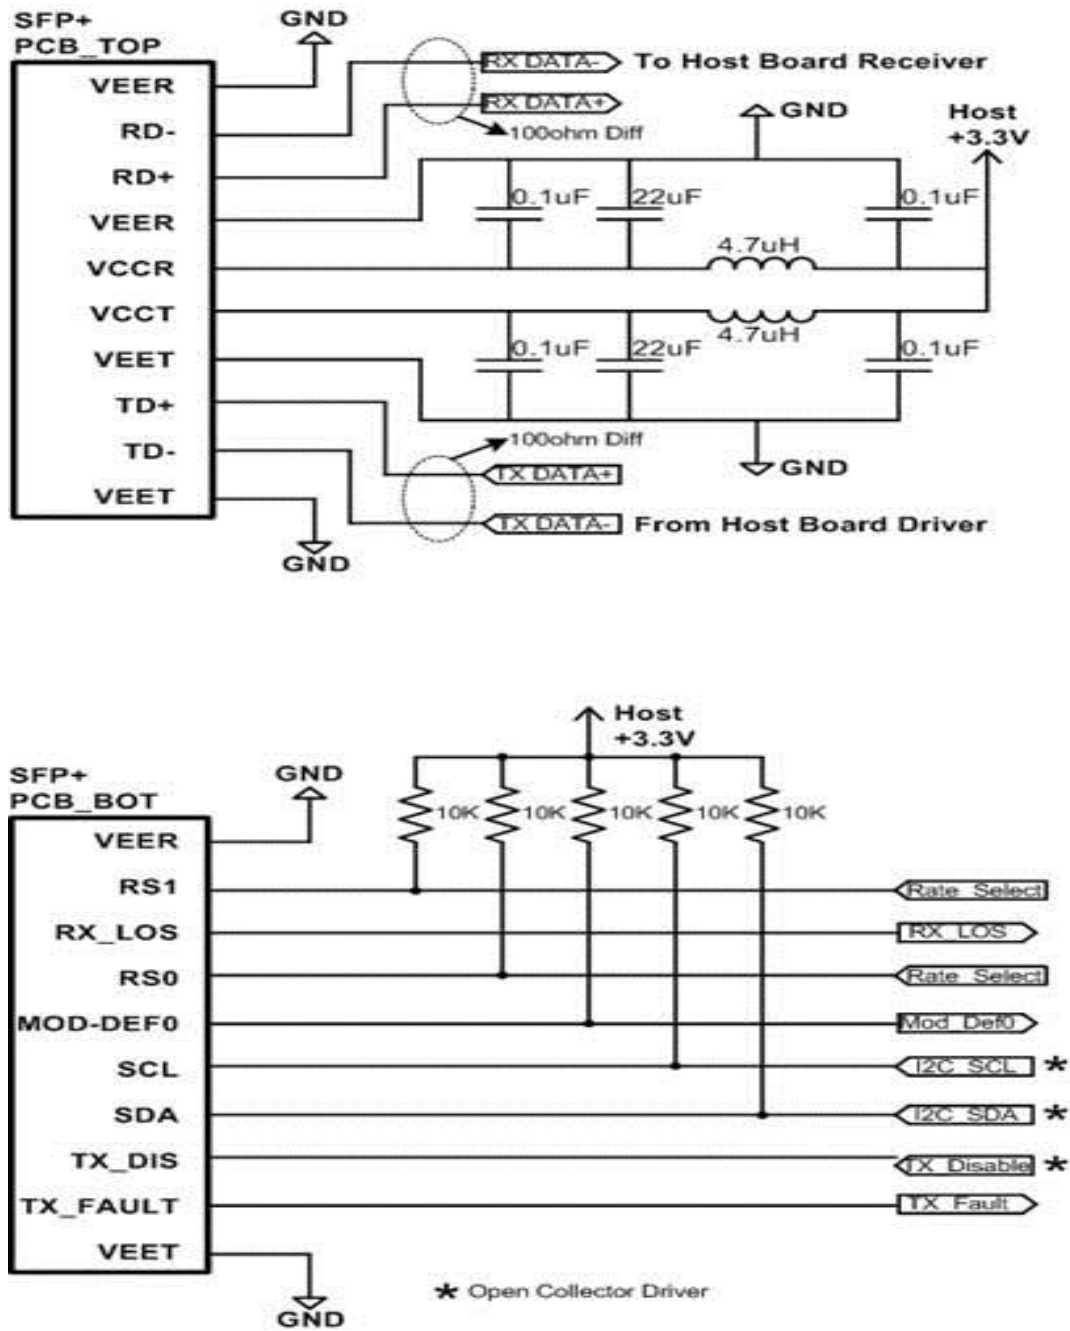 SFP+
PCB_TOP
GND
VEER
RD-
RD+
VEER
VCCR
VCCT
VEET
TD+
TD-
VEET
GND
RX DATA-
To Host Board Receiver
RX DATA+
100ohm Diff
GND
Host
+3.3V
0.1uF
22uF
0.1uF
4.7uH
4.7uH
0.1uF
22uF
0.1uF
100ohm Diff
GND
TX DATA+
TX DATA-
From Host Board Driver
Host
+3.3V
SFP+
PCB_BOT
GND
10K
10K
10K
10K
10K
VEER
RS1
Rate Select
RX_LOS
RX_LOS
RS0
Rate Select
MOD-DEF0
Mod Def0
SCL
I2C SCL *
SDA
I2C SDA *
TX_DIS
TX Disable *
TX_FAULT
TX Fault
VEET
GND
* Open Collector Driver